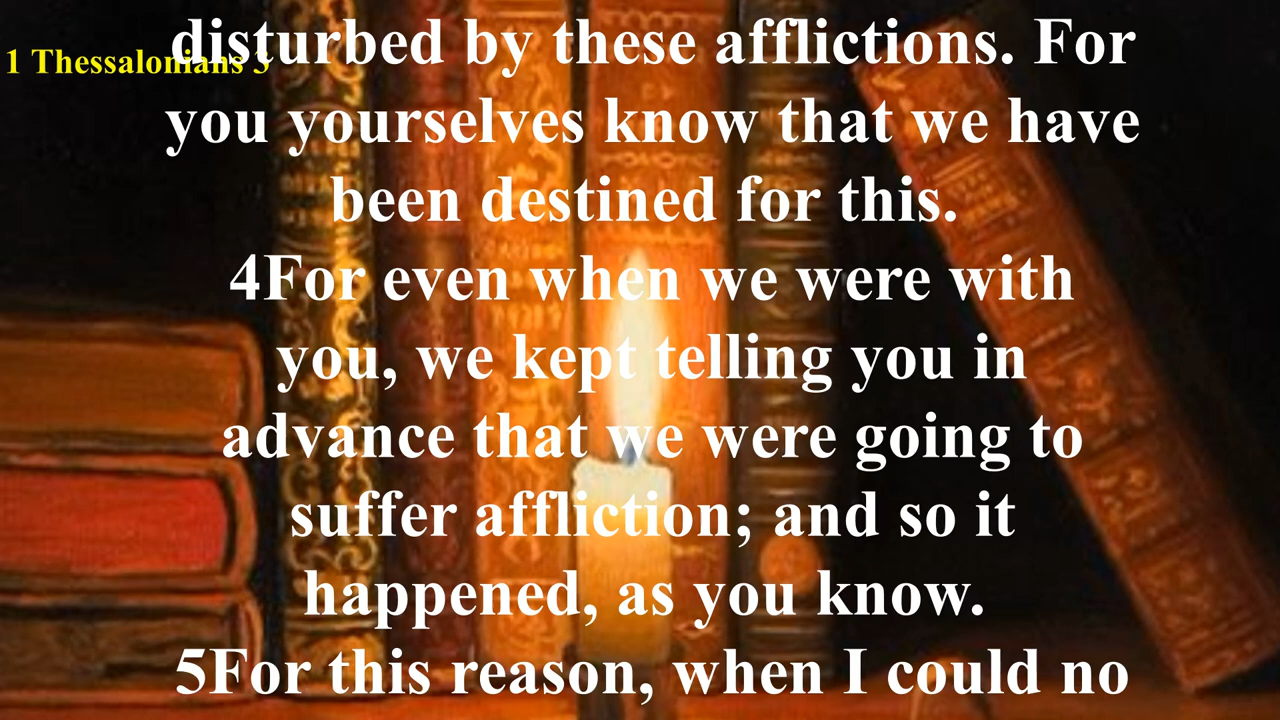 1 Thessalonians 3
disturbed by these afflictions. For
you yourselves know that we have
been destined for this.
4For even when we were with
you, we kept telling you in
advance that we were going to
suffer affliction; and so it
happened, as you know.
5For this reason, when I could no